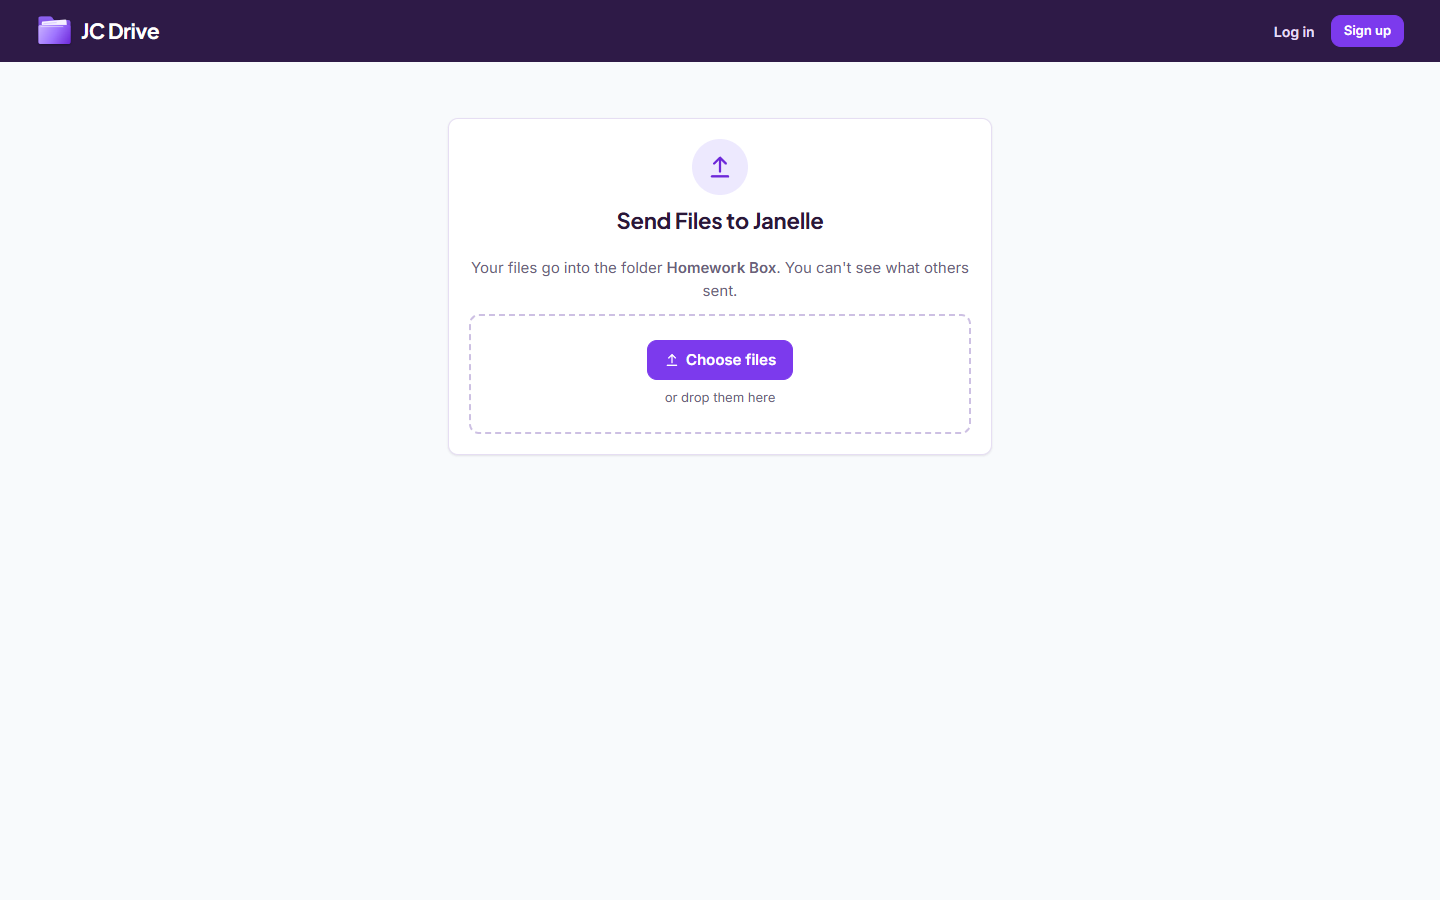 JC Drive
Log in
Sign up
Send Files to Janelle
Your files go into the folder Homework Box. You can't see what others
sent.
Choose files
or drop them here